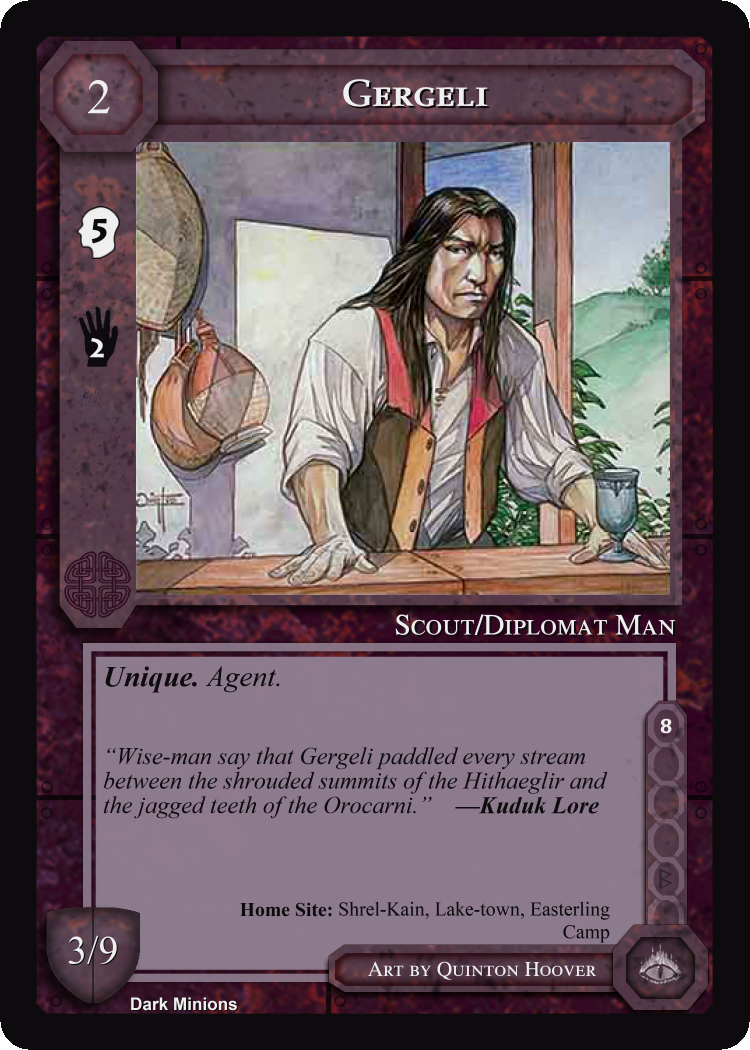 2
Gergeli
5
2
Scout/Diplomat Man
Unique. Agent.
8
“Wise-man say that Gergeli paddled every stream
between the shrouded summits of the Hithaeglir and
the jagged teeth of the Orocarni.” —Kuduk Lore
B
Home Site: Shrel-Kain, Lake-town, Easterling
Camp
3/9
Art by Quinton Hoover
Dark Minions